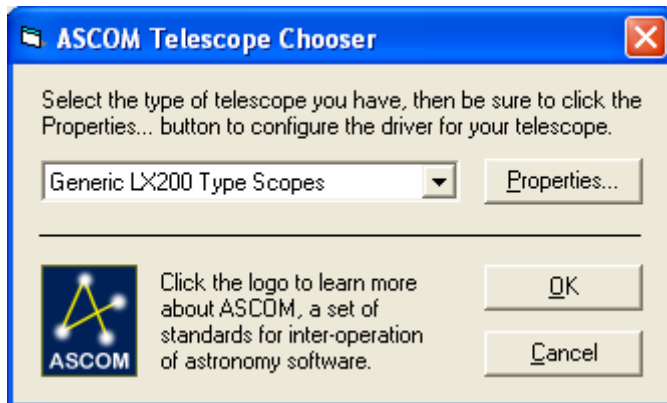 ASCOM Telescope Chooser
Select the type of telescope you have, then be sure to click the
Properties... button to configure the driver for your telescope.
Generic LX200 Type Scopes
Properties...
ASCOM
Click the logo to learn more
about ASCOM, a set of
standards for inter-operation
of astronomy software.
OK
Cancel